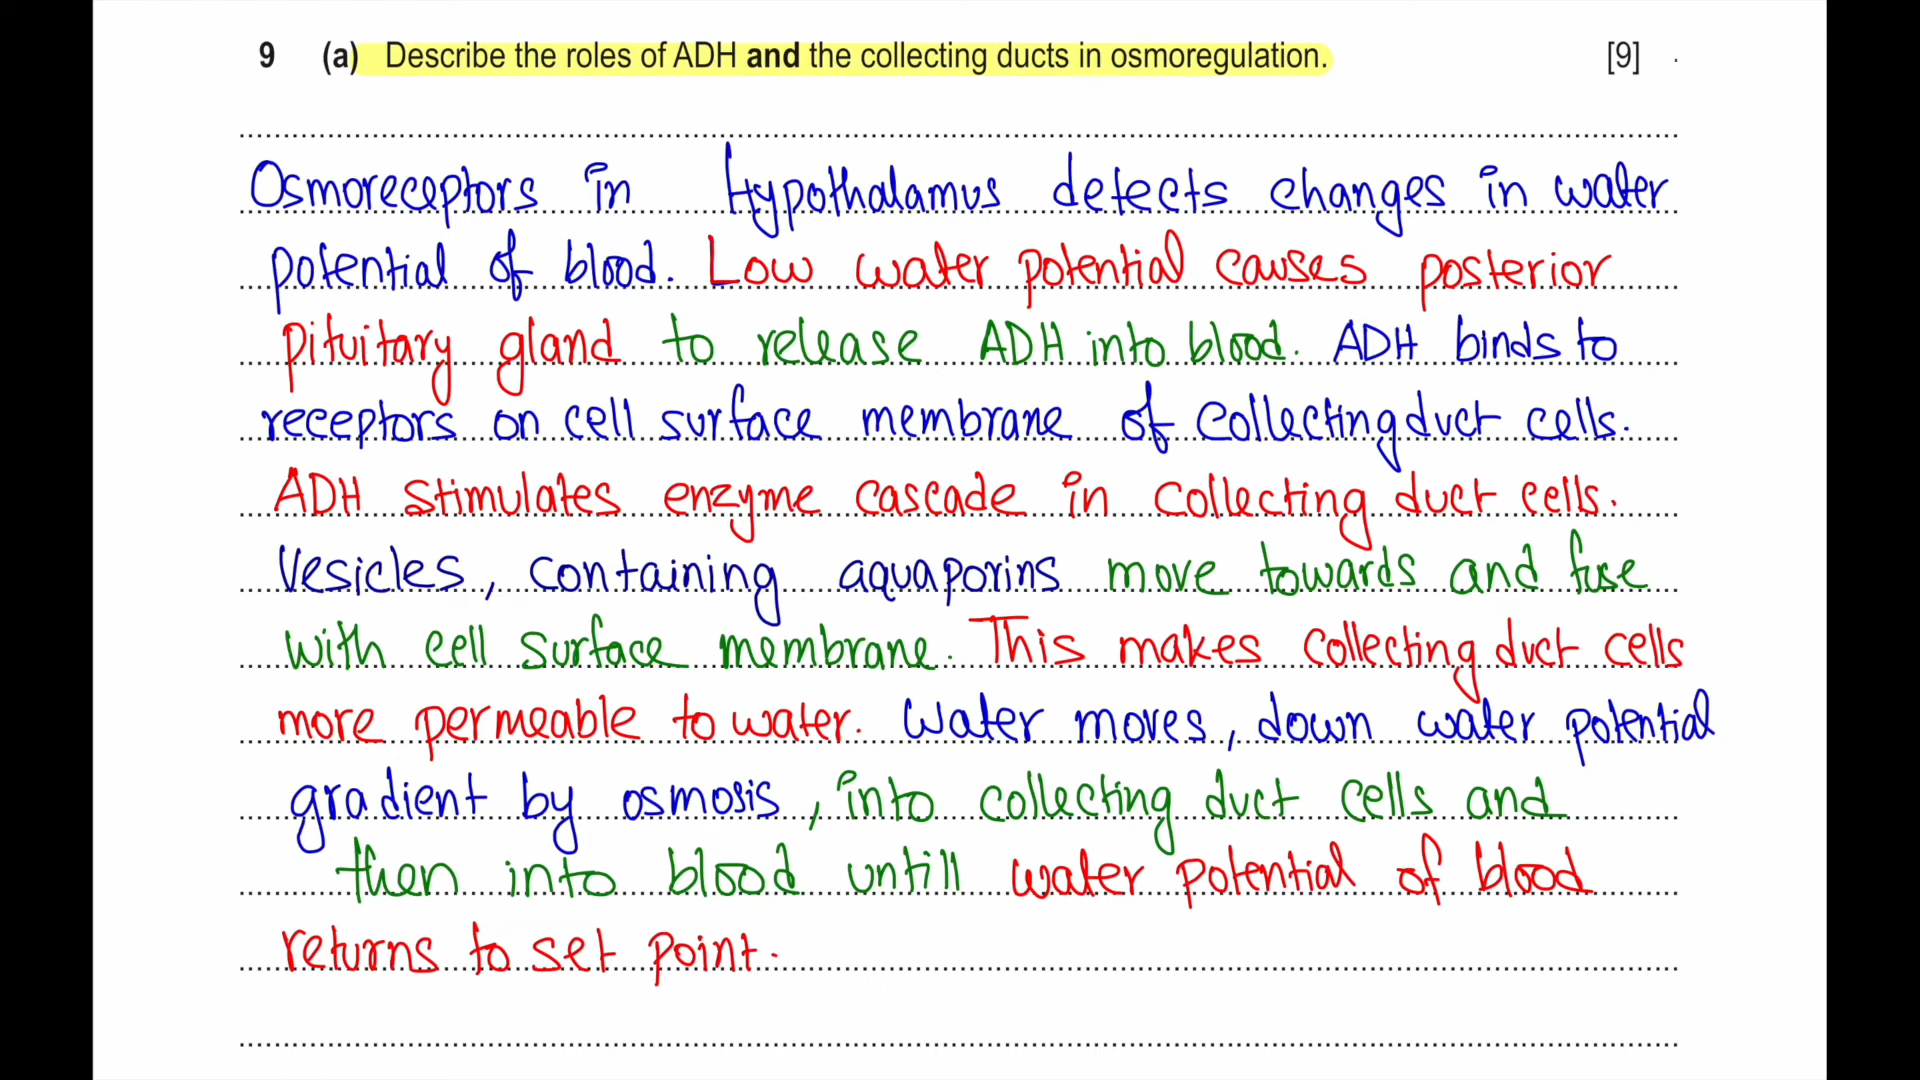 9 (a) Describe the roles of ADH and the collecting ducts in osmoregulation. [9]
Osmoreceptors in Hypothalamus detects changes in water
potential of blood. Low water potential causes posterior
pituitary gland to release ADH into blood. ADH binds to
receptors on cell surface membrane of collecting duct cells.
ADH stimulates enzyme cascade in collecting duct cells.
Vesicles, containing aquaporins move towards and fuse
with cell surface membrane. This makes collecting duct cells
more permeable to water. Water moves, down water potential
gradient by osmosis, into collecting duct cells and
then into blood untill water potential of blood
returns to set point.